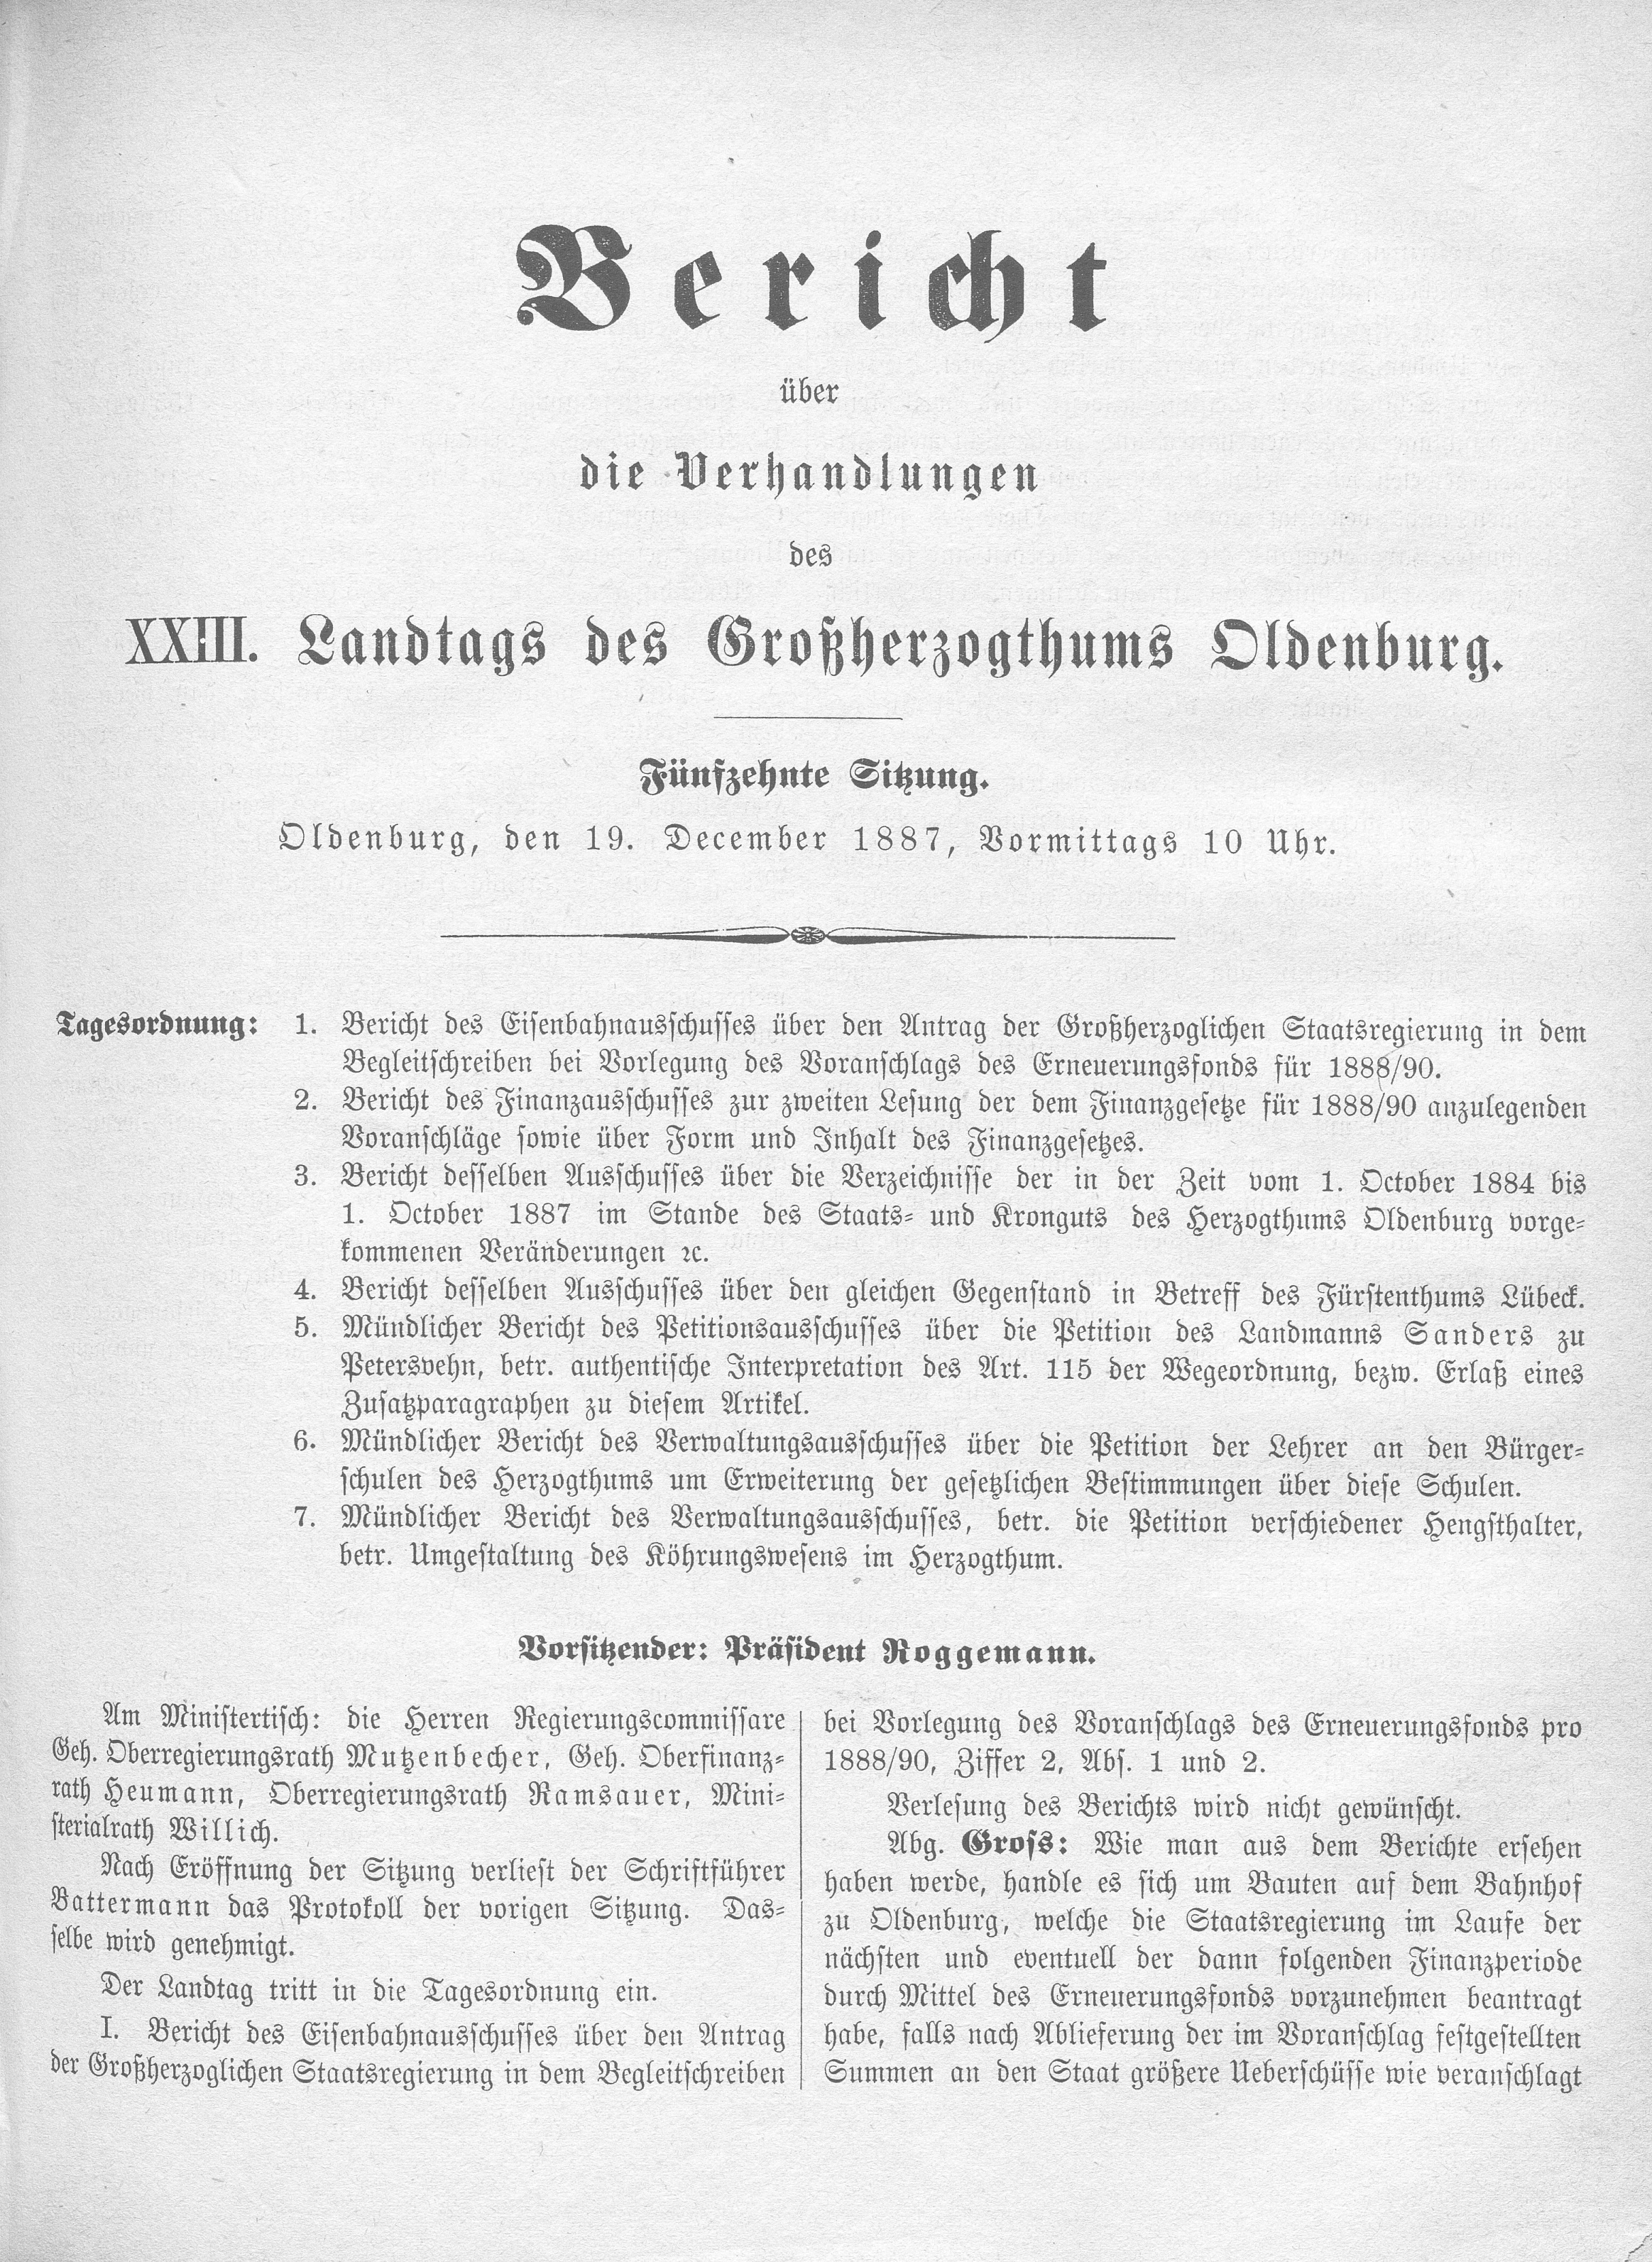 Bericht
über
die Verhandlungen
des
XXIII. Landtags des Großherzogthums Oldenburg.
Fünfzehnte Sitzung.
Oldenburg, den 19. December 1887, Vormittags 10 Uhr.
Tagesordnung: 1. Bericht des Eisenbahnausschusses über den Antrag der Großherzoglichen Staatsregierung in dem
Begleitschreiben bei Vorlegung des Voranschlags des Erneuerungsfonds für 1888/90.
2. Bericht des Finanzausschusses zur zweiten Lesung der dem Finanzgesetze für 1888/90 anzulegenden
Voranschläge sowie über Form und Inhalt des Finanzgesetzes.
3. Bericht desselben Ausschusses über die Verzeichnisse der in der Zeit vom 1. October 1884 bis
1. October 1887 im Stande des Staats- und Kronguts des Herzogthums Oldenburg vorge-
kommenen Veränderungen ꝛc.
4. Bericht desselben Ausschusses über den gleichen Gegenstand in Betreff des Fürstenthums Lübeck.
5. Mündlicher Bericht des Petitionsausschusses über die Petition des Landmanns Sanders zu
Petersvehn, betr. authentische Interpretation des Art. 115 der Wegeordnung, bezw. Erlaß eines
Zusatzparagraphen zu diesem Artikel.
6. Mündlicher Bericht des Verwaltungsausschusses über die Petition der Lehrer an den Bürger-
schulen des Herzogthums um Erweiterung der gesetzlichen Bestimmungen über diese Schulen.
7. Mündlicher Bericht des Verwaltungsausschusses, betr. die Petition verschiedener Hengsthalter,
betr. Umgestaltung des Köhrungswesens im Herzogthum.
Vorsitzender: Präsident Roggemann.
Am Ministertisch: die Herren Regierungscommissare
Geh. Oberregierungsrath Mutzenbecher, Geh. Oberfinanz-
rath Heumann, Oberregierungsrath Ramsauer, Mini-
sterialrath Willich.
Nach Eröffnung der Sitzung verliest der Schriftführer
Battermann das Protokoll der vorigen Sitzung. Das-
selbe wird genehmigt.
Der Landtag tritt in die Tagesordnung ein.
I. Bericht des Eisenbahnausschusses über den Antrag
der Großherzoglichen Staatsregierung in dem Begleitschreiben
bei Vorlegung des Voranschlags des Erneuerungsfonds pro
1888/90, Ziffer 2, Abs. 1 und 2.
Verlesung des Berichts wird nicht gewünscht.
Abg. Gross: Wie man aus dem Berichte ersehen
haben werde, handle es sich um Bauten auf dem Bahnhof
zu Oldenburg, welche die Staatsregierung im Laufe der
nächsten und eventuell der dann folgenden Finanzperiode
durch Mittel des Erneuerungsfonds vorzunehmen beantragt
habe, falls nach Ablieferung der im Voranschlag festgestellten
Summen an den Staat größere Ueberschüsse wie veranschlagt